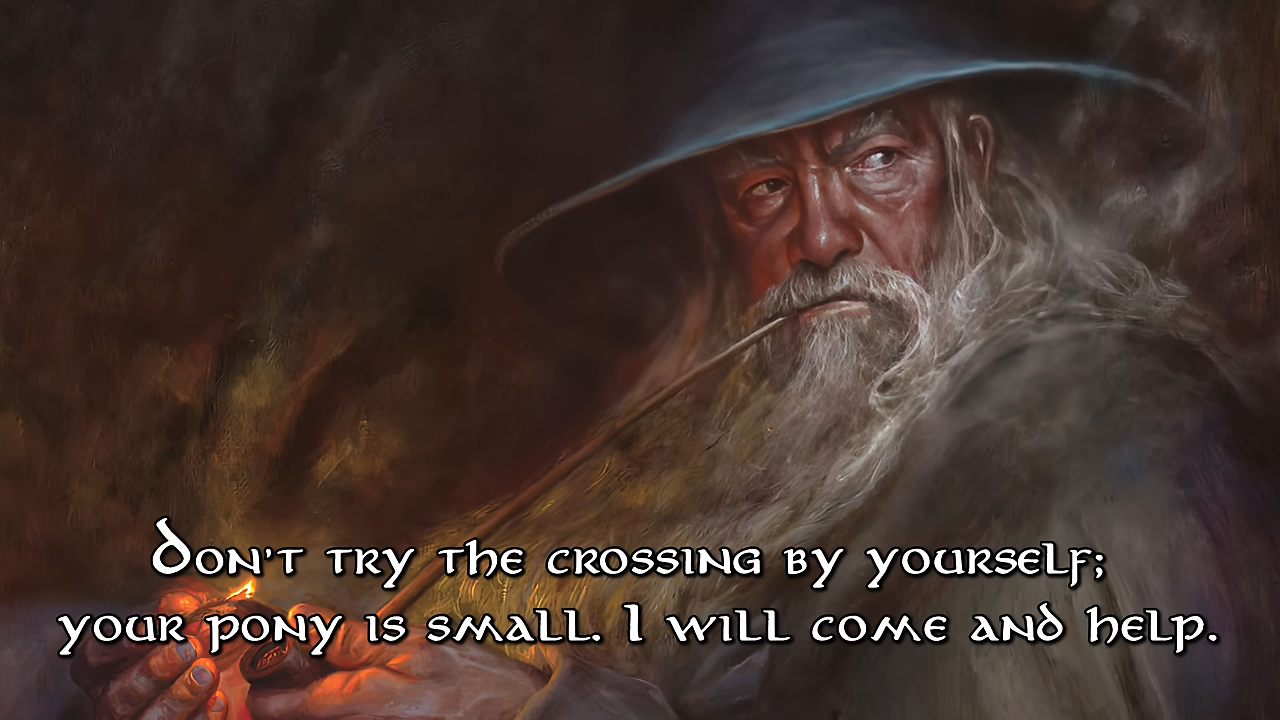 Don't try the crossing by yourself;
your pony is small. I will come and help.